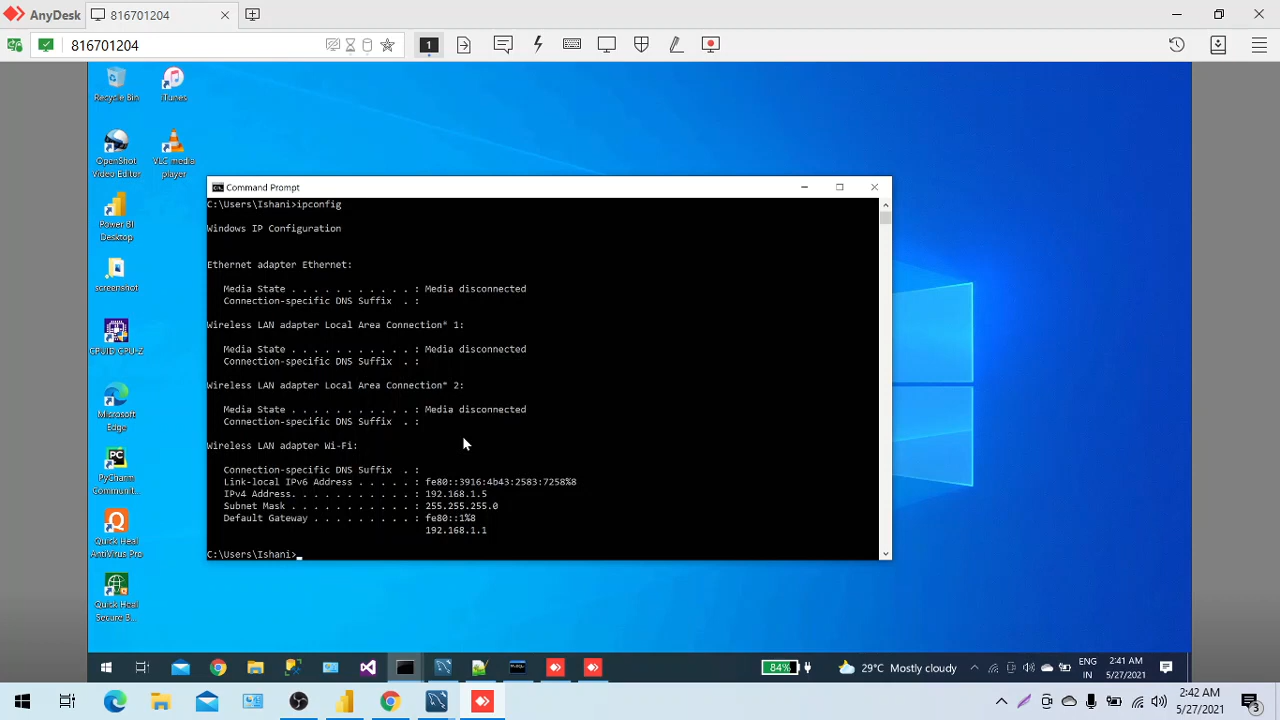 AnyDesk
816701204
816701204
1
Recycle Bin
iTunes
OpenShot
Video Editor
VLC media
player
Power BI
Desktop
screenshot
CPUID CPU-Z
Microsoft
Edge
PyCharm
Communit...
Quick Heal
AntiVirus Pro
Quick Heal
Secure B...
Command Prompt
C:\Users\Ishani>ipconfig
Windows IP Configuration
Ethernet adapter Ethernet:
Media State . . . . . . . . . . . : Media disconnected
Connection-specific DNS Suffix  . :
Wireless LAN adapter Local Area Connection* 1:
Media State . . . . . . . . . . . : Media disconnected
Connection-specific DNS Suffix  . :
Wireless LAN adapter Local Area Connection* 2:
Media State . . . . . . . . . . . : Media disconnected
Connection-specific DNS Suffix  . :
Wireless LAN adapter Wi-Fi:
Connection-specific DNS Suffix  . :
Link-local IPv6 Address . . . . . : fe80::3916:4b43:2583:7258%8
IPv4 Address. . . . . . . . . . . : 192.168.1.5
Subnet Mask . . . . . . . . . . . : 255.255.255.0
Default Gateway . . . . . . . . . : fe80::1%8
192.168.1.1
C:\Users\Ishani>
84%
29°C Mostly cloudy
ENG
IN
2:41 AM
5/27/2021
2:42 AM
5/27/2021
3